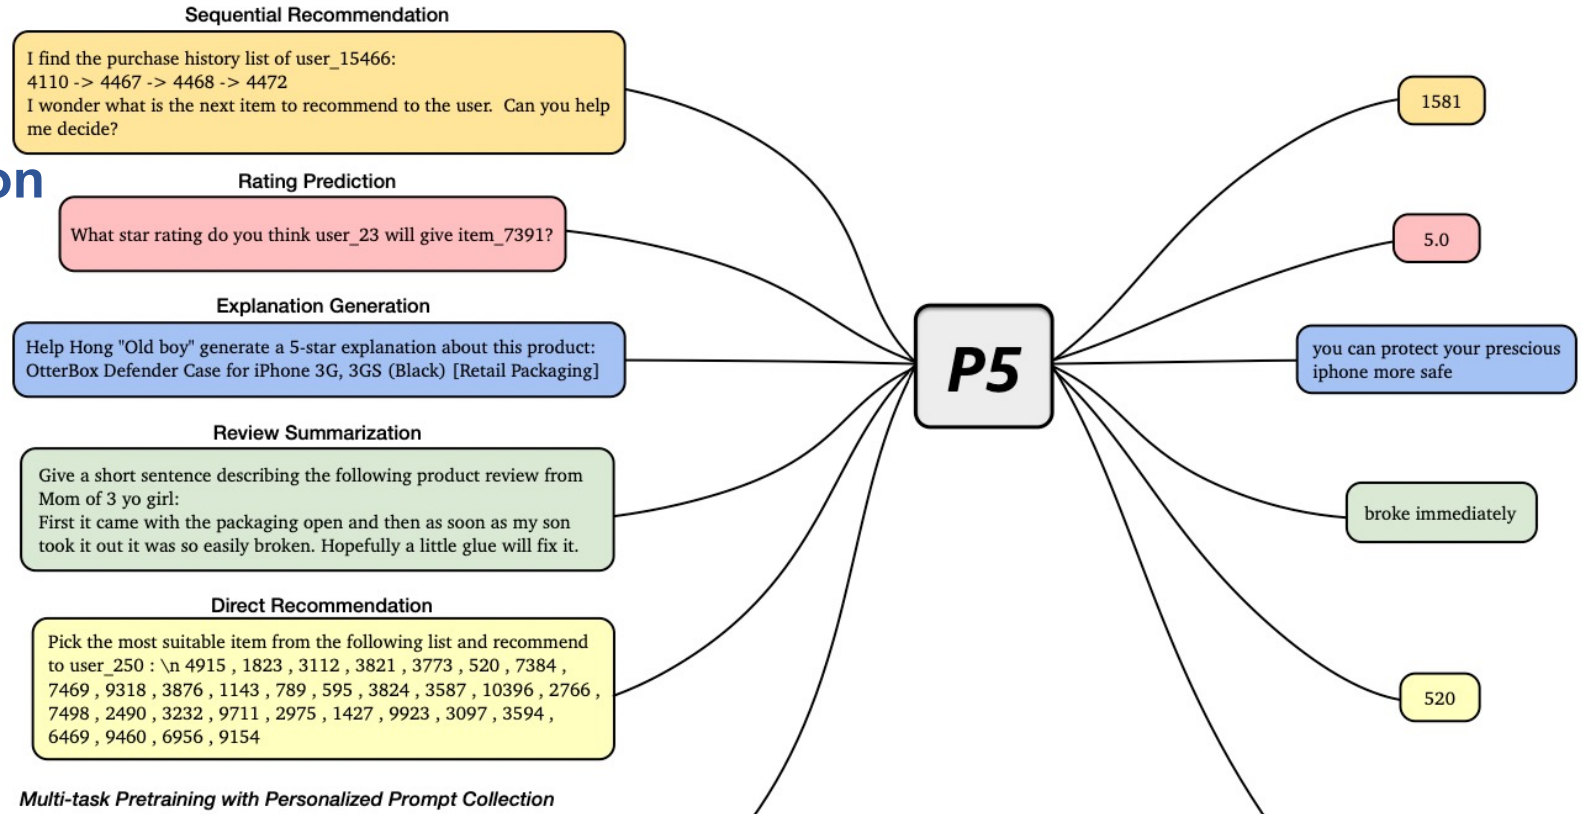 Sequential Recommendation
I find the purchase history list of user_15466:
4110 -> 4467 -> 4468 -> 4472
I wonder what is the next item to recommend to the user.  Can you help
me decide?
on
Rating Prediction
What star rating do you think user_23 will give item_7391?
Explanation Generation
Help Hong "Old boy" generate a 5-star explanation about this product:
OtterBox Defender Case for iPhone 3G, 3GS (Black) [Retail Packaging]
Review Summarization
Give a short sentence describing the following product review from
Mom of 3 yo girl:
First it came with the packaging open and then as soon as my son
took it out it was so easily broken. Hopefully a little glue will fix it.
Direct Recommendation
Pick the most suitable item from the following list and recommend
to user_250 : \n 4915 , 1823 , 3112 , 3821 , 3773 , 520 , 7384 ,
7469 , 9318 , 3876 , 1143 , 789 , 595 , 3824 , 3587 , 10396 , 2766 ,
7498 , 2490 , 3232 , 9711 , 2975 , 1427 , 9923 , 3097 , 3594 ,
6469 , 9460 , 6956 , 9154
Multi-task Pretraining with Personalized Prompt Collection
P5
1581
5.0
you can protect your prescious
iphone more safe
broke immediately
520